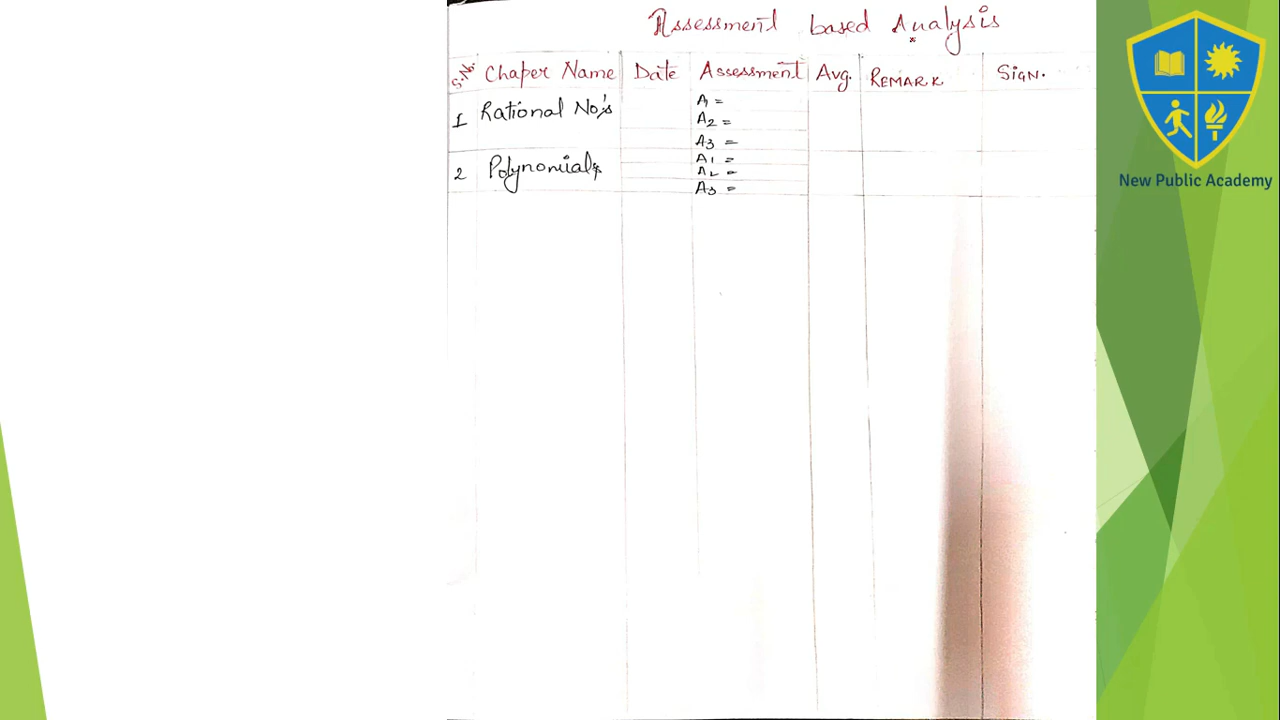 Assessment based Analysis
S.No. Chaper Name Date Assessment Avg. REMARK SIGN.
1 Rational No's A1 =
A2 =
A3 =
2 Polynomials A1 =
A2 =
A3 =
New Public Academy